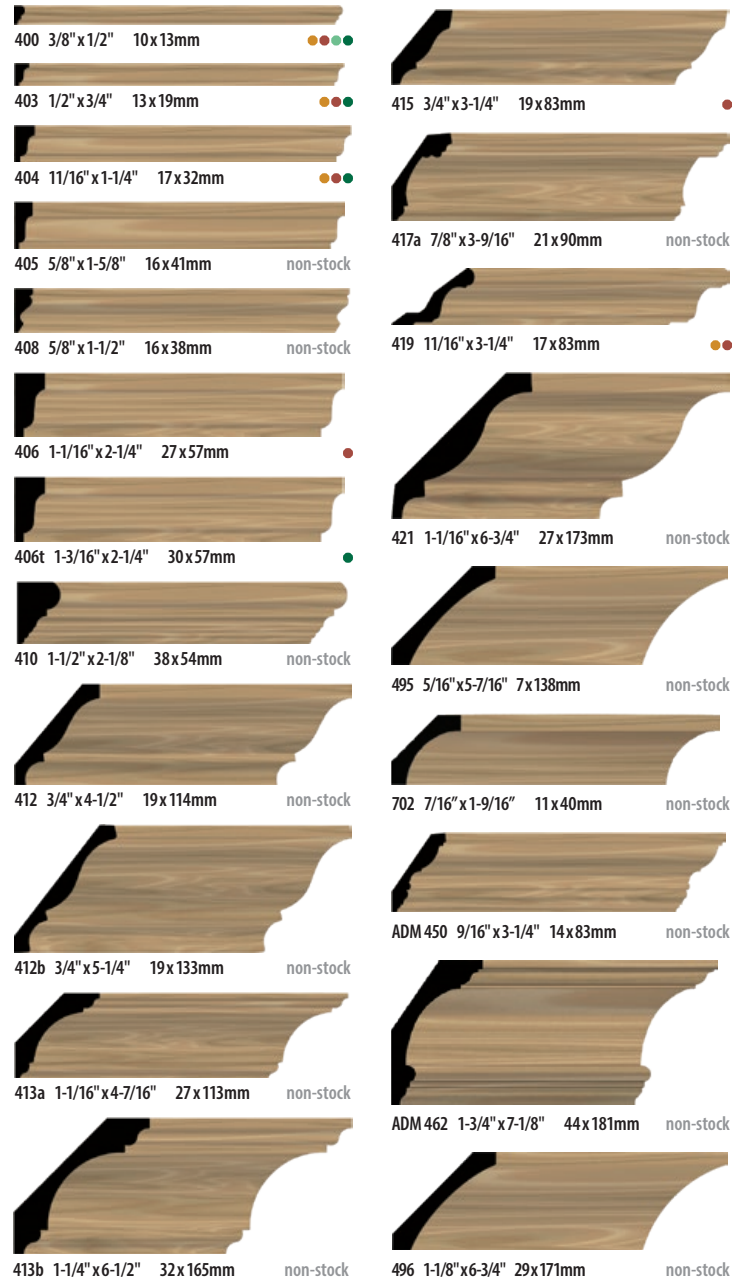 400 3/8" x 1/2" 10 x 13mm
403 1/2" x 3/4" 13 x 19mm
404 11/16" x 1-1/4" 17 x 32mm
405 5/8" x 1-5/8" 16 x 41mm non-stock
408 5/8" x 1-1/2" 16 x 38mm non-stock
406 1-1/16" x 2-1/4" 27 x 57mm
406t 1-3/16" x 2-1/4" 30 x 57mm
410 1-1/2" x 2-1/8" 38 x 54mm non-stock
412 3/4" x 4-1/2" 19 x 114mm non-stock
412b 3/4" x 5-1/4" 19 x 133mm non-stock
413a 1-1/16" x 4-7/16" 27 x 113mm non-stock
413b 1-1/4" x 6-1/2" 32 x 165mm non-stock
415 3/4" x 3-1/4" 19 x 83mm
417a 7/8" x 3-9/16" 21 x 90mm non-stock
419 11/16" x 3-1/4" 17 x 83mm
421 1-1/16" x 6-3/4" 27 x 173mm non-stock
495 5/16" x 5-7/16" 7 x 138mm non-stock
702 7/16” x 1-9/16” 11 x 40mm non-stock
ADM 450 9/16" x 3-1/4" 14 x 83mm non-stock
ADM 462 1-3/4" x 7-1/8" 44 x 181mm non-stock
496 1-1/8" x 6-3/4" 29 x 171mm non-stock